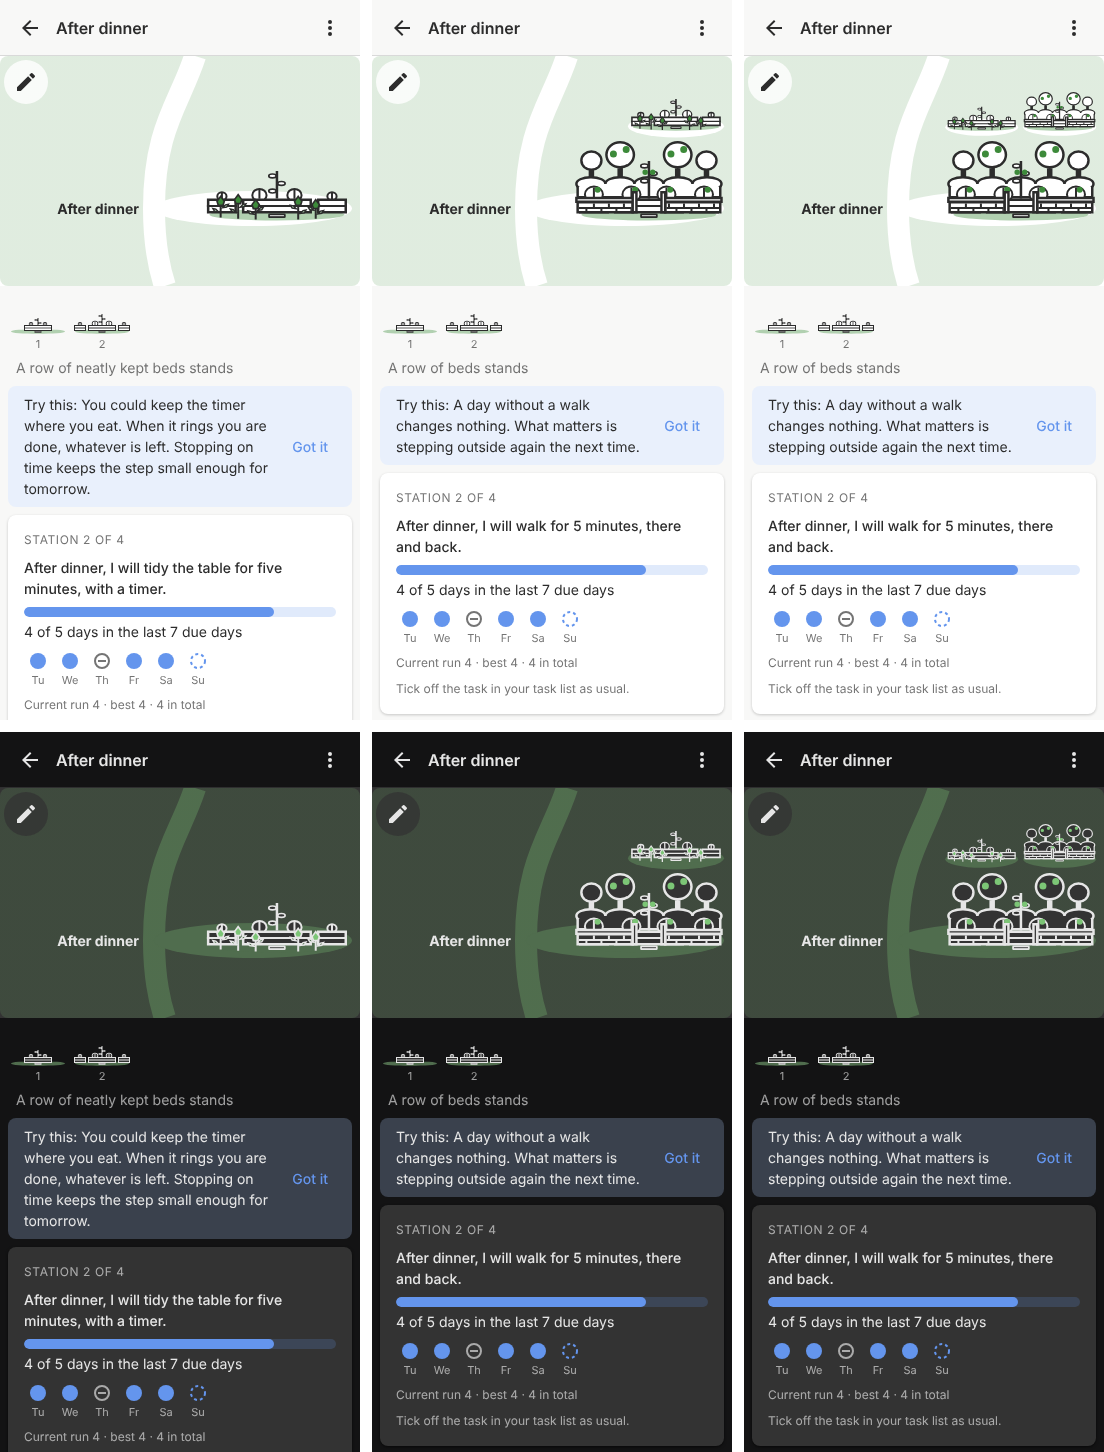 After dinner
After dinner
1
2
A row of neatly kept beds stands
Try this: You could keep the timer
where you eat. When it rings you are
done, whatever is left. Stopping on
time keeps the step small enough for
tomorrow.
Got it
STATION 2 OF 4
After dinner, I will tidy the table for five
minutes, with a timer.
4 of 5 days in the last 7 due days
Tu We Th Fr Sa Su
Current run 4 · best 4 · 4 in total
After dinner
After dinner
1
2
A row of beds stands
Try this: A day without a walk
changes nothing. What matters is
stepping outside again the next time.
Got it
STATION 2 OF 4
After dinner, I will walk for 5 minutes, there
and back.
4 of 5 days in the last 7 due days
Tu We Th Fr Sa Su
Current run 4 · best 4 · 4 in total
Tick off the task in your task list as usual.
After dinner
After dinner
1
2
A row of beds stands
Try this: A day without a walk
changes nothing. What matters is
stepping outside again the next time.
Got it
STATION 2 OF 4
After dinner, I will walk for 5 minutes, there
and back.
4 of 5 days in the last 7 due days
Tu We Th Fr Sa Su
Current run 4 · best 4 · 4 in total
Tick off the task in your task list as usual.
After dinner
After dinner
1
2
A row of neatly kept beds stands
Try this: You could keep the timer
where you eat. When it rings you are
done, whatever is left. Stopping on
time keeps the step small enough for
tomorrow.
Got it
STATION 2 OF 4
After dinner, I will tidy the table for five
minutes, with a timer.
4 of 5 days in the last 7 due days
Tu We Th Fr Sa Su
Current run 4 · best 4 · 4 in total
After dinner
After dinner
1
2
A row of beds stands
Try this: A day without a walk
changes nothing. What matters is
stepping outside again the next time.
Got it
STATION 2 OF 4
After dinner, I will walk for 5 minutes, there
and back.
4 of 5 days in the last 7 due days
Tu We Th Fr Sa Su
Current run 4 · best 4 · 4 in total
Tick off the task in your task list as usual.
After dinner
After dinner
1
2
A row of beds stands
Try this: A day without a walk
changes nothing. What matters is
stepping outside again the next time.
Got it
STATION 2 OF 4
After dinner, I will walk for 5 minutes, there
and back.
4 of 5 days in the last 7 due days
Tu We Th Fr Sa Su
Current run 4 · best 4 · 4 in total
Tick off the task in your task list as usual.